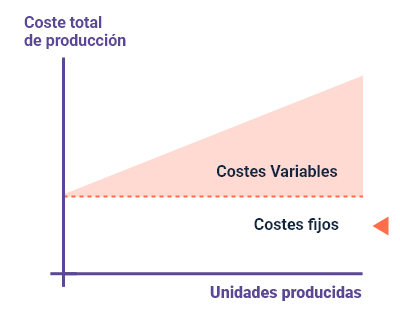 Coste total
de producción
Costes Variables
Costes fijos
Unidades producidas